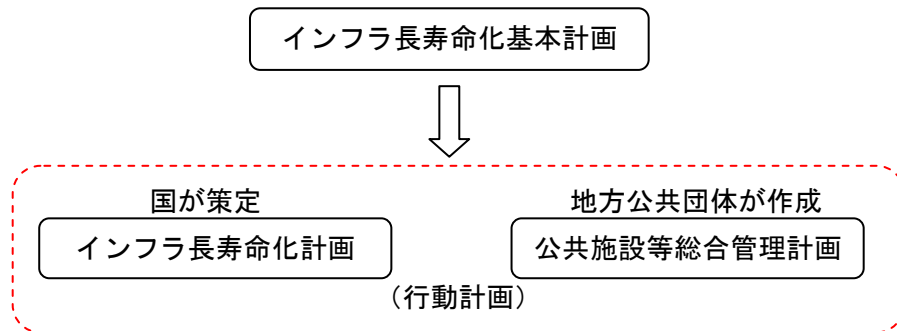 インフラ長寿命化基本計画
国が策定
地方公共団体が作成
インフラ長寿命化計画
公共施設等総合管理計画
（行動計画）